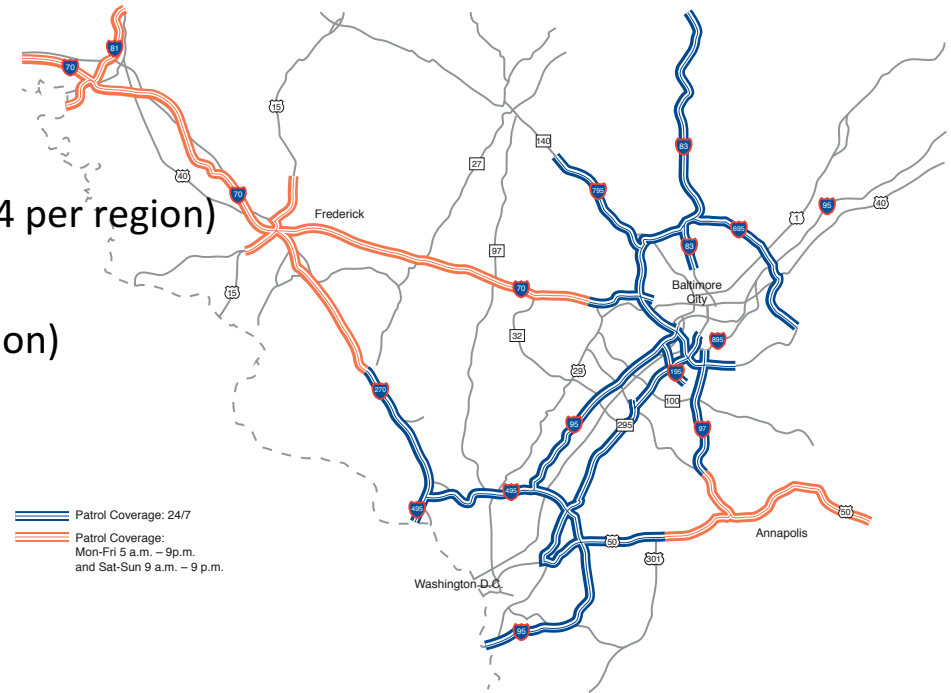 81
70
15
83
140
27
795
40
70
4 per region)
Frederick
1
95
40
695
83
97
Baltimore
City
15
70
on)
32
895
29
195
270
100
95
295
97
495
495
Patrol Coverage: 24/7
50
Patrol Coverage:
Mon-Fri 5 a.m. – 9p.m.
and Sat-Sun 9 a.m. – 9 p.m.
Annapolis
50
301
Washington D.C.
95